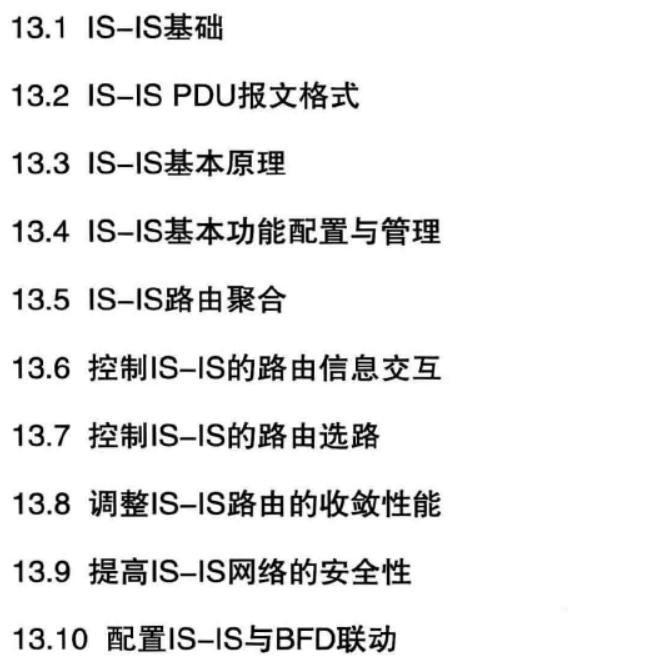 13.1 IS–IS基础
13.2 IS–IS PDU报文格式
13.3 IS–IS基本原理
13.4 IS–IS基本功能配置与管理
13.5 IS–IS路由聚合
13.6 控制IS–IS的路由信息交互
13.7 控制IS–IS的路由选路
13.8 调整IS–IS路由的收敛性能
13.9 提高IS–IS网络的安全性
13.10 配置IS–IS与BFD联动